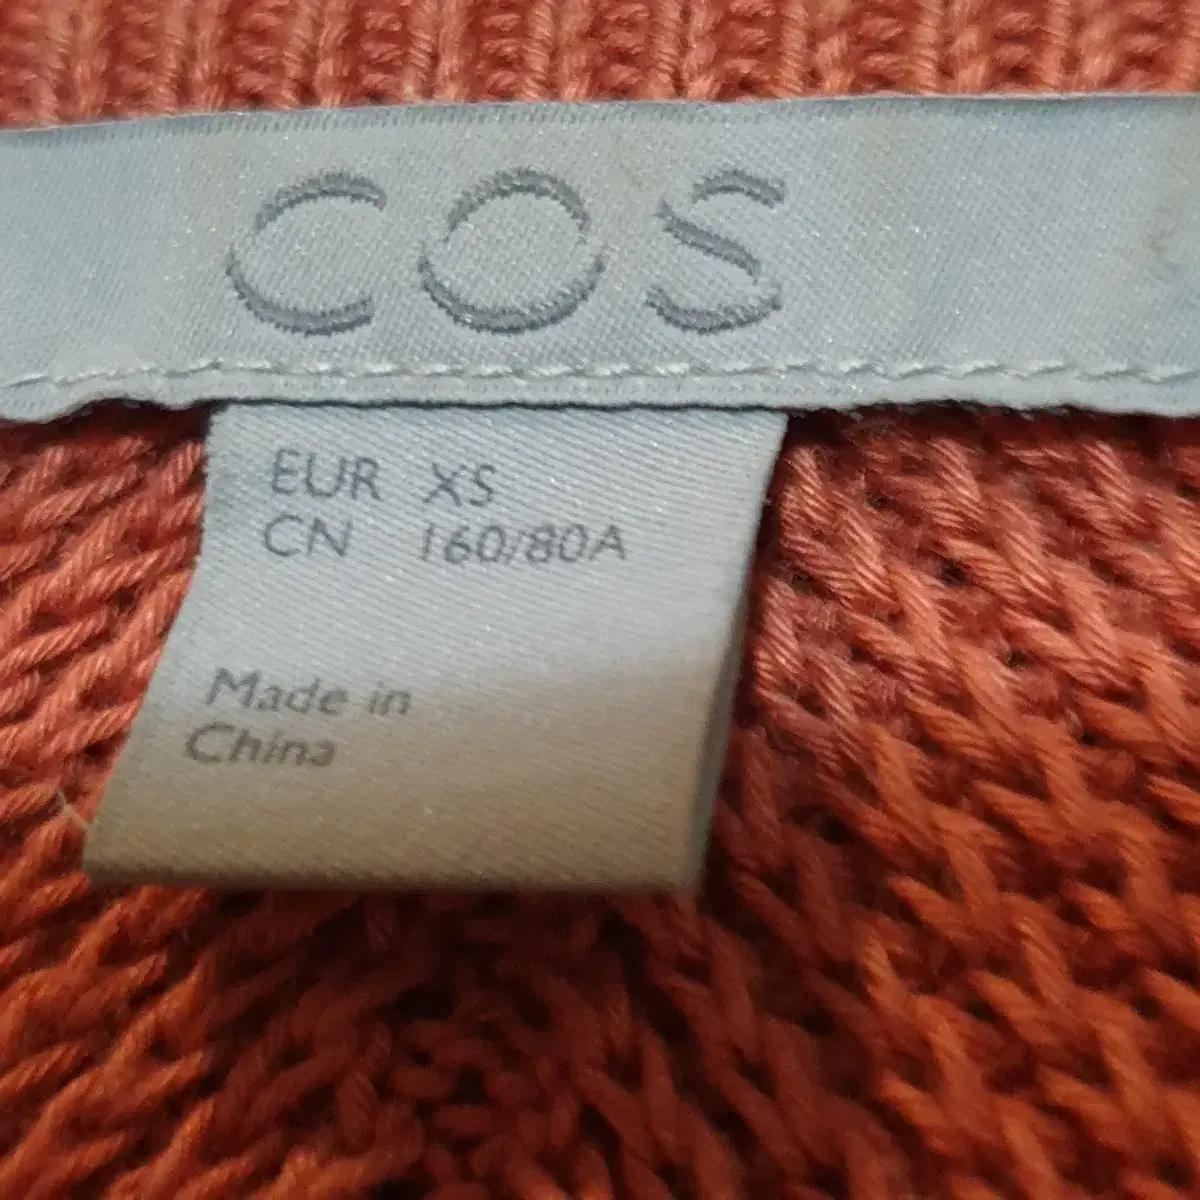 COS
EUR XS
CN 160/80A
Made in
China